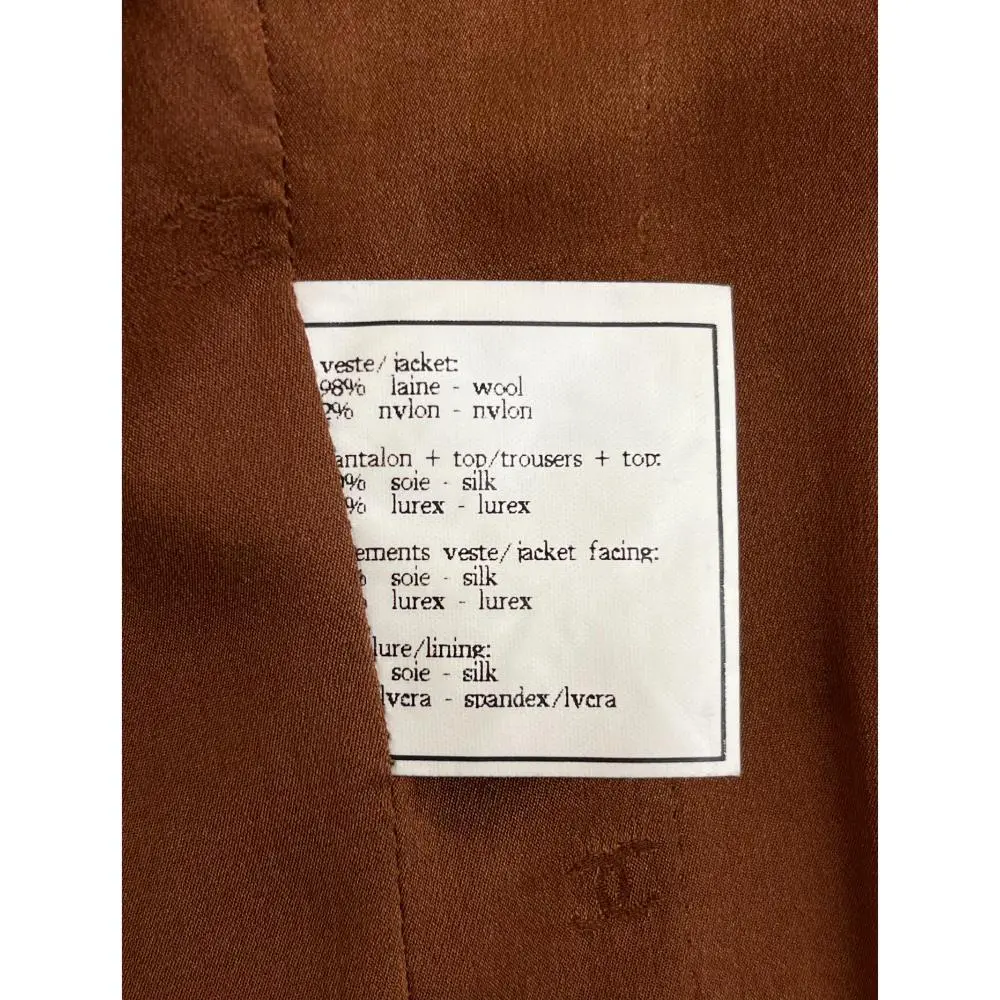 veste/ jacket:
98% laine - wool
2% nylon - nylon
antalon + top/trousers + top:
0% soie - silk
% lurex - lurex
ements veste/ jacket facing:
% soie - silk
lurex - lurex
lure/lining:
soie - silk
lycra - spandex/lycra